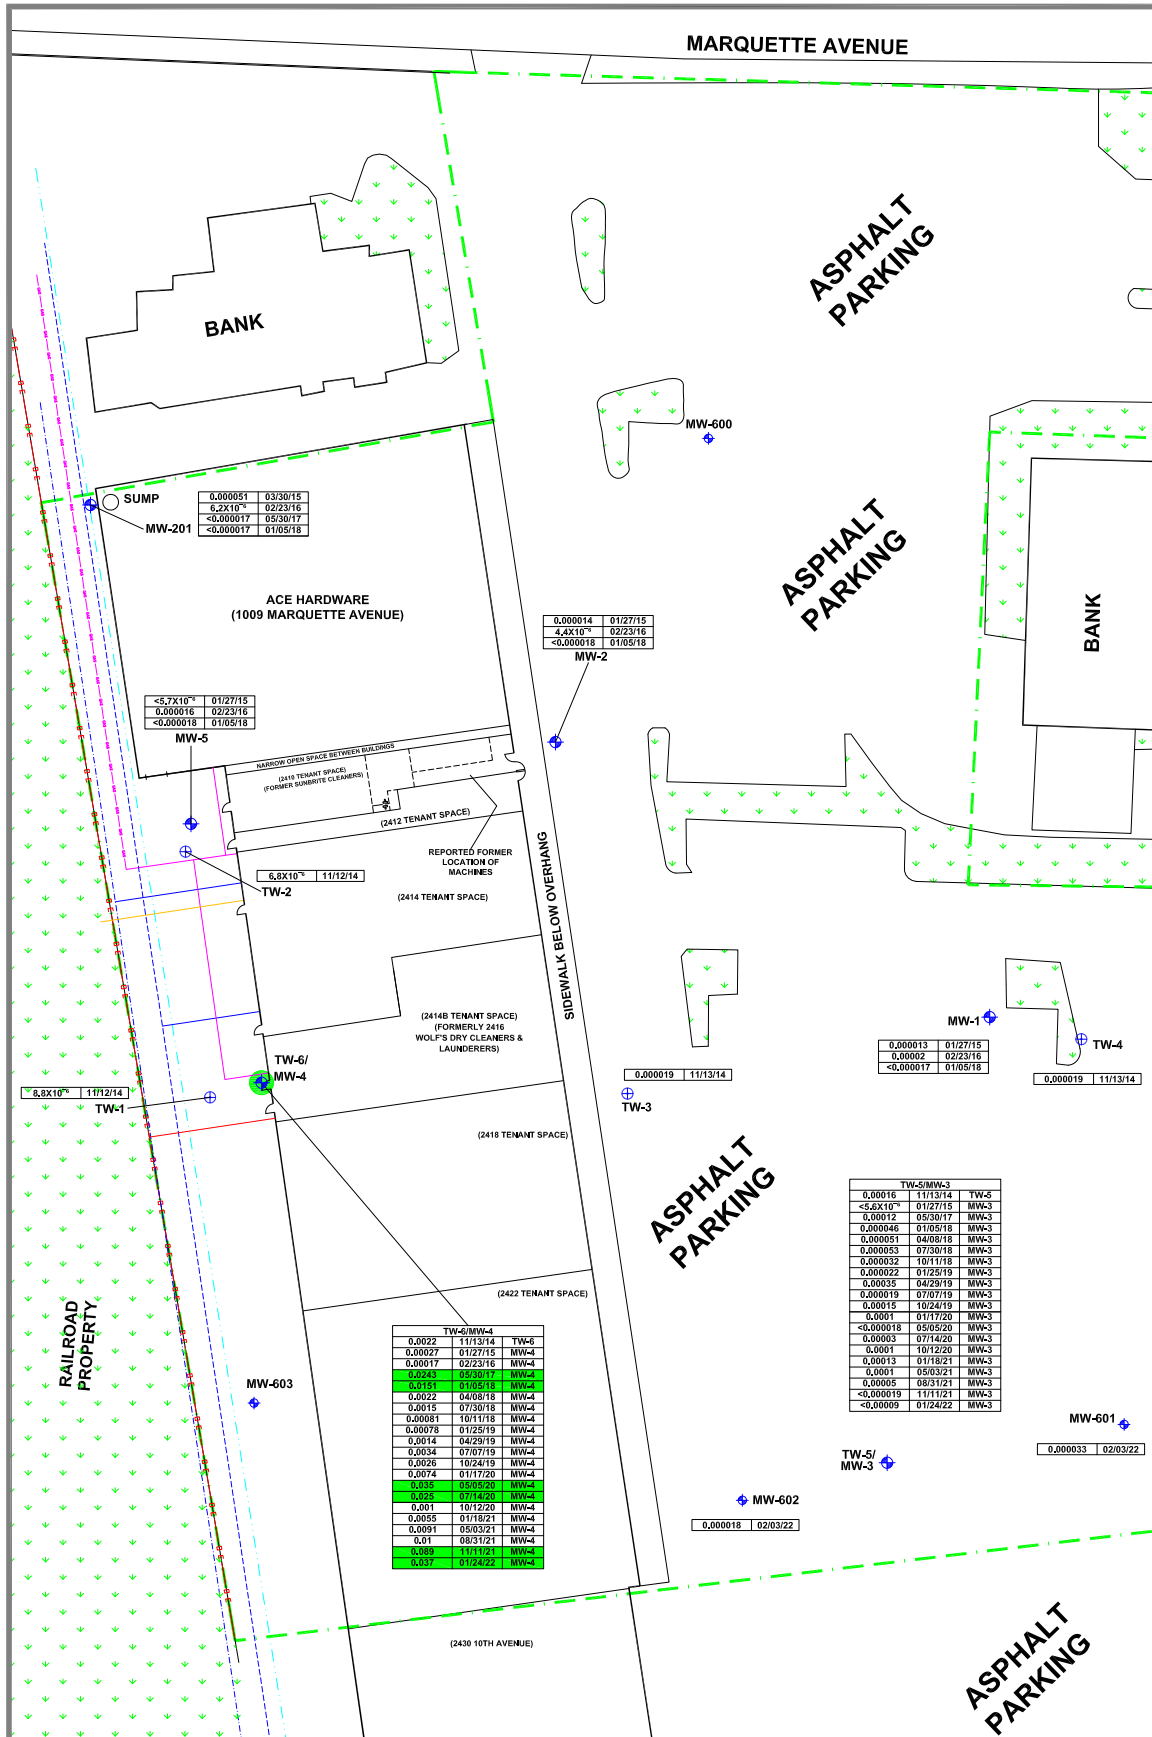 MARQUETTE AVENUE
ASPHALT
PARKING
BANK
MW-600
SUMP
MW-201
0.000051 03/30/15
6.2X10⁻⁶ 02/23/16
<0.000017 05/30/17
<0.000017 01/05/18
ASPHALT
PARKING
BANK
ACE HARDWARE
(1009 MARQUETTE AVENUE)
0.000014 01/27/15
4.4X10⁻⁶ 02/23/16
<0.000018 01/05/18
MW-2
<5.7X10⁻⁶ 01/27/15
0.000016 02/23/16
<0.000018 01/05/18
MW-5
NARROW OPEN SPACE BETWEEN BUILDINGS
(2410 TENANT SPACE)
(FORMER SUNBRITE CLEANERS)
(2412 TENANT SPACE)
REPORTED FORMER
LOCATION OF
MACHINES
6.8X10⁻⁶ 11/12/14
TW-2
(2414 TENANT SPACE)
SIDEWALK BELOW OVERHANG
(2414B TENANT SPACE)
(FORMERLY 2416
WOLF'S DRY CLEANERS &
LAUNDERERS)
MW-1
0.000013 01/27/15
0.00002 02/23/16
<0.000017 01/05/18
TW-4
0.000019 11/13/14
TW-6/
MW-4
8.8X10⁻⁶ 11/12/14
TW-1
0.000019 11/13/14
TW-3
(2418 TENANT SPACE)
ASPHALT
PARKING
TW-5/MW-3
0.00016 11/13/14 TW-5
<5.6X10⁻⁶ 01/27/15 MW-3
0.00012 05/30/17 MW-3
0.000046 01/05/18 MW-3
0.000051 04/08/18 MW-3
0.000053 07/30/18 MW-3
0.000032 10/11/18 MW-3
0.000022 01/25/19 MW-3
0.00035 04/29/19 MW-3
0.000019 07/07/19 MW-3
0.00015 10/24/19 MW-3
0.0001 01/17/20 MW-3
<0.000018 05/05/20 MW-3
0.00003 07/14/20 MW-3
0.0001 10/12/20 MW-3
0.00013 01/18/21 MW-3
0.0001 05/03/21 MW-3
0.00005 08/31/21 MW-3
<0.000019 11/11/21 MW-3
<0.00009 01/24/22 MW-3
(2422 TENANT SPACE)
RAILROAD
PROPERTY
TW-6/MW-4
0.0022 11/13/14 TW-6
0.00027 01/27/15 MW-4
0.00017 02/23/16 MW-4
0.0243 05/30/17 MW-4
0.0151 01/05/18 MW-4
0.0022 04/08/18 MW-4
0.0015 07/30/18 MW-4
0.00081 10/11/18 MW-4
0.00078 01/25/19 MW-4
0.0014 04/29/19 MW-4
0.0034 07/07/19 MW-4
0.0026 10/24/19 MW-4
0.0074 01/17/20 MW-4
0.035 05/05/20 MW-4
0.025 07/14/20 MW-4
0.001 10/12/20 MW-4
0.0055 01/18/21 MW-4
0.0091 05/03/21 MW-4
0.01 08/31/21 MW-4
0.089 11/11/21 MW-4
0.037 01/24/22 MW-4
MW-603
MW-601
0.000033 02/03/22
TW-5/
MW-3
MW-602
0.000018 02/03/22
(2430 10TH AVENUE)
ASPHALT
PARKING